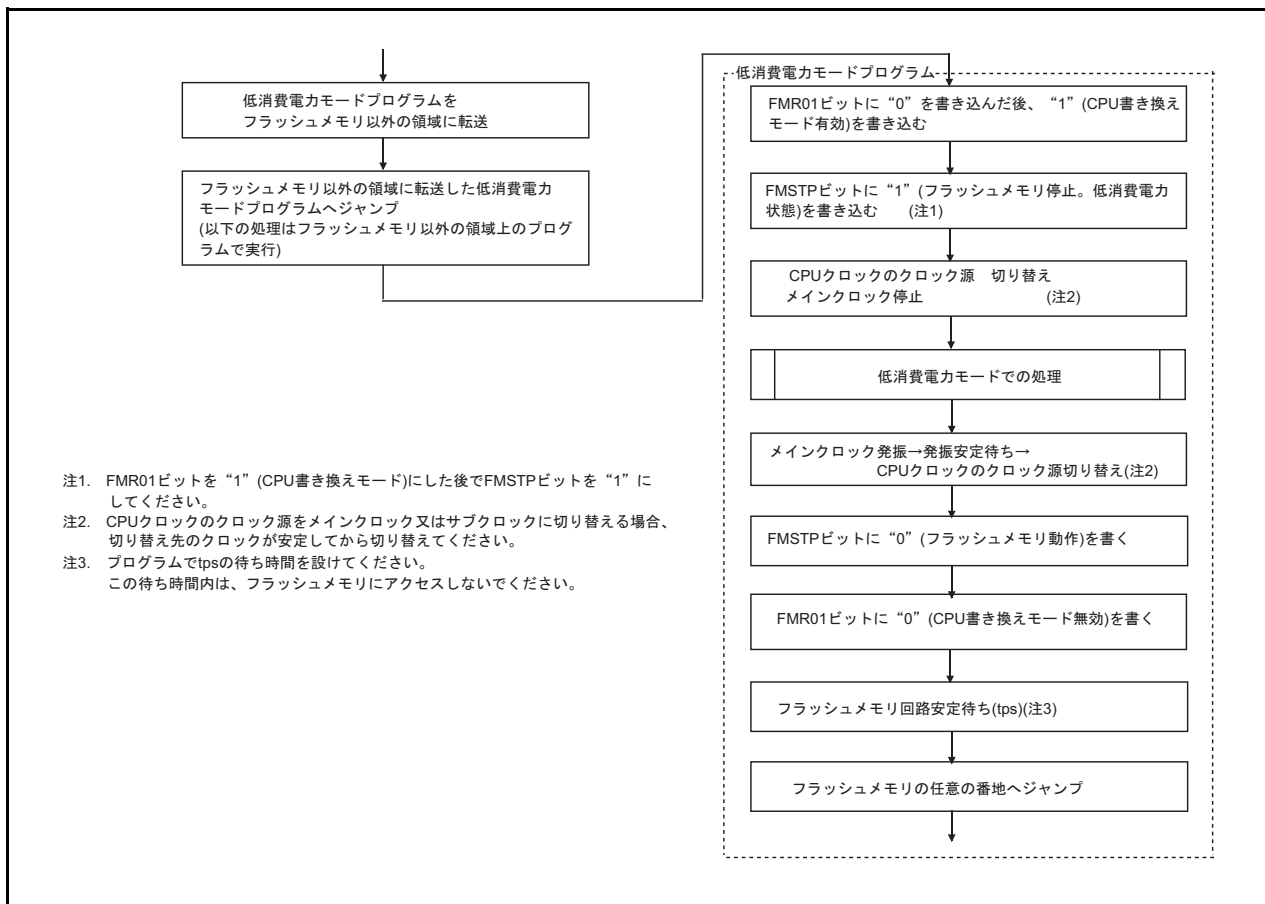 低消費電力モードプログラムを
フラッシュメモリ以外の領域に転送
フラッシュメモリ以外の領域に転送した低消費電力
モードプログラムへジャンプ
(以下の処理はフラッシュメモリ以外の領域上のプログ
ラムで実行)
低消費電力モードプログラム
FMR01ビットに“0”を書き込んだ後、“1”(CPU書き換え
モード有効)を書き込む
FMSTPビットに“1”(フラッシュメモリ停止。低消費電力
状態)を書き込む (注1)
CPUクロックのクロック源 切り替え
メインクロック停止 (注2)
低消費電力モードでの処理
メインクロック発振→発振安定待ち→
CPUクロックのクロック源切り替え(注2)
FMSTPビットに“0”(フラッシュメモリ動作)を書く
FMR01ビットに“0”(CPU書き換えモード無効)を書く
フラッシュメモリ回路安定待ち(tps)(注3)
フラッシュメモリの任意の番地へジャンプ
注1. FMR01ビットを“1”(CPU書き換えモード)にした後でFMSTPビットを“1”に
してください。
注2. CPUクロックのクロック源をメインクロック又はサブクロックに切り替える場合、
切り替え先のクロックが安定してから切り替えてください。
注3. プログラムでtpsの待ち時間を設けてください。
この待ち時間内は、フラッシュメモリにアクセスしないでください。